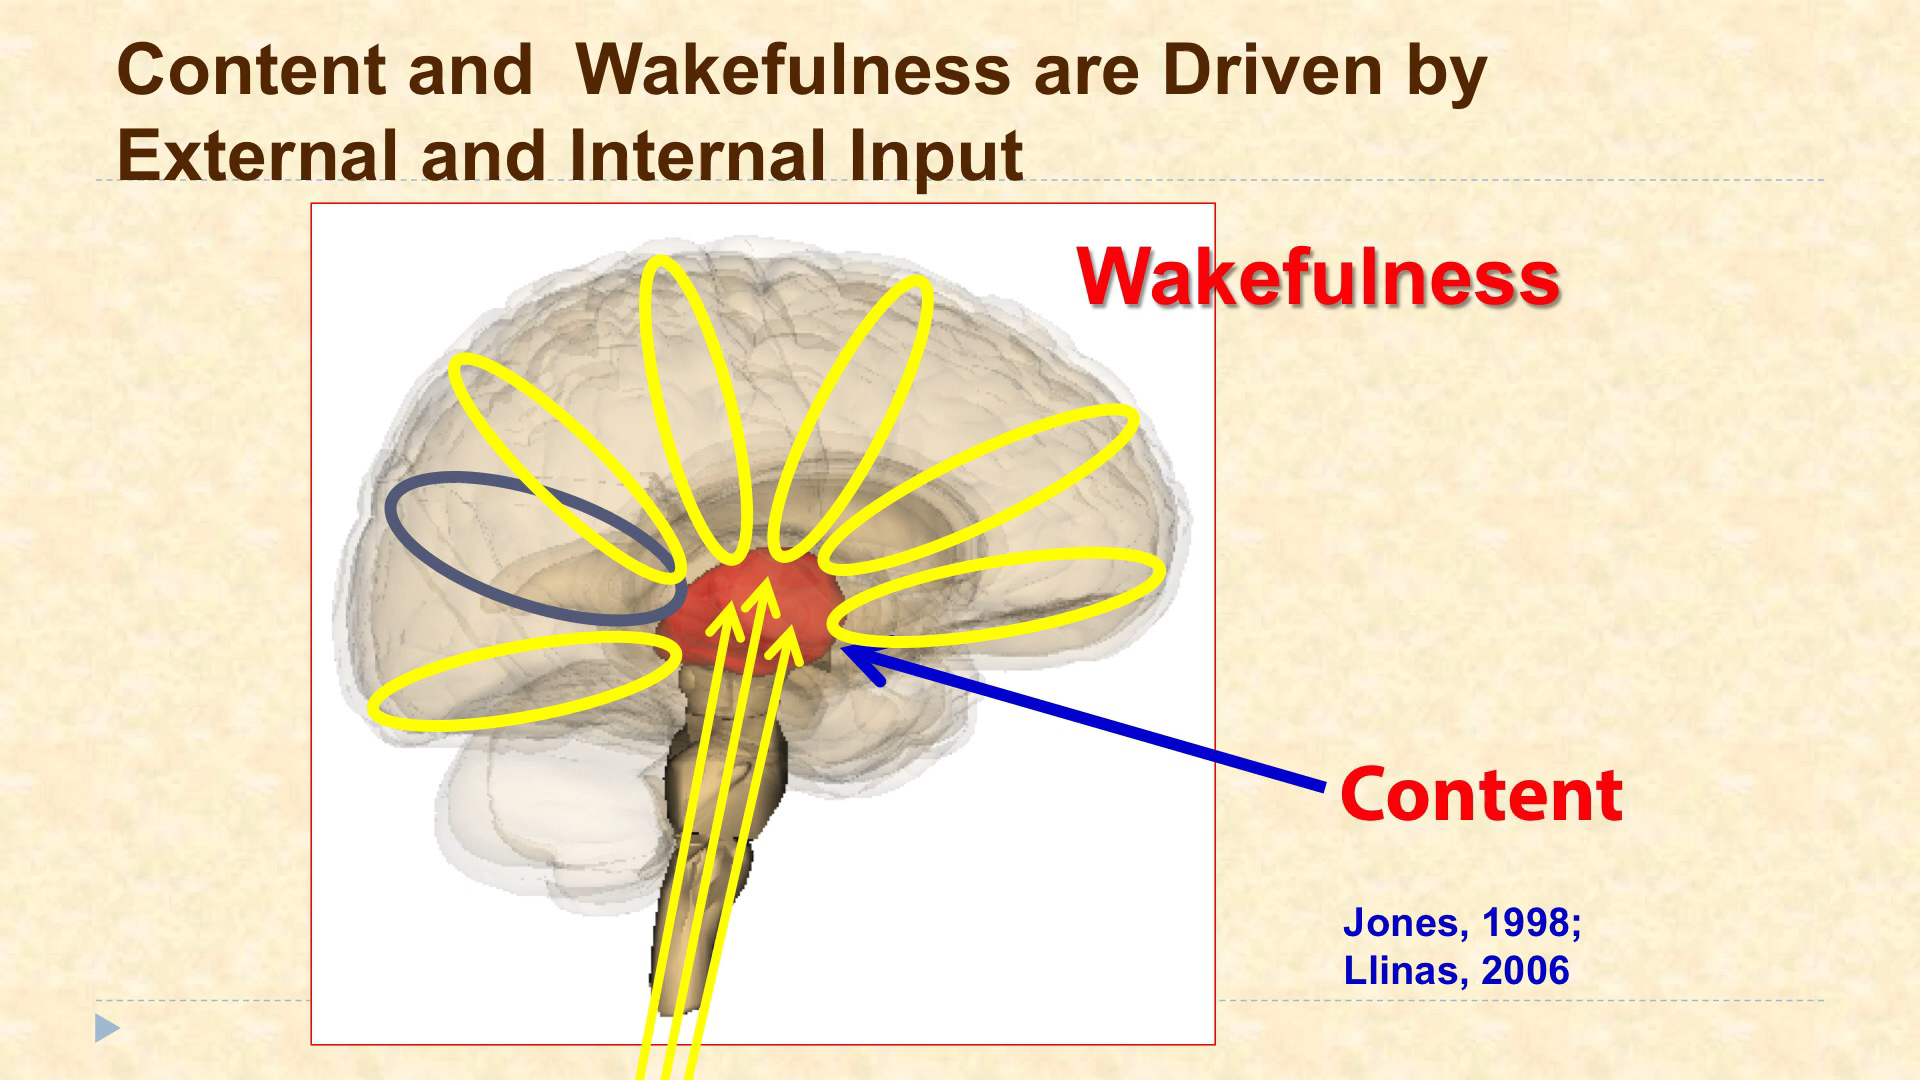 Content and  Wakefulness are Driven by
External and Internal Input
Wakefulness
Content
Jones, 1998;
Llinas, 2006